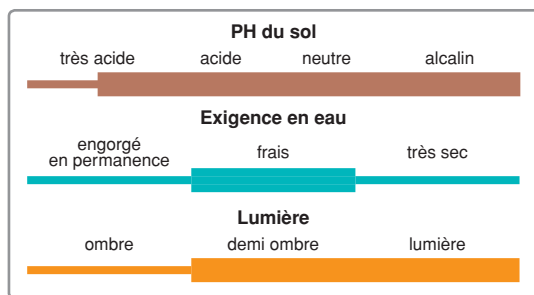 PH du sol
très acide acide neutre alcalin
Exigence en eau
engorgé
en permanence frais très sec
Lumière
ombre demi ombre lumière